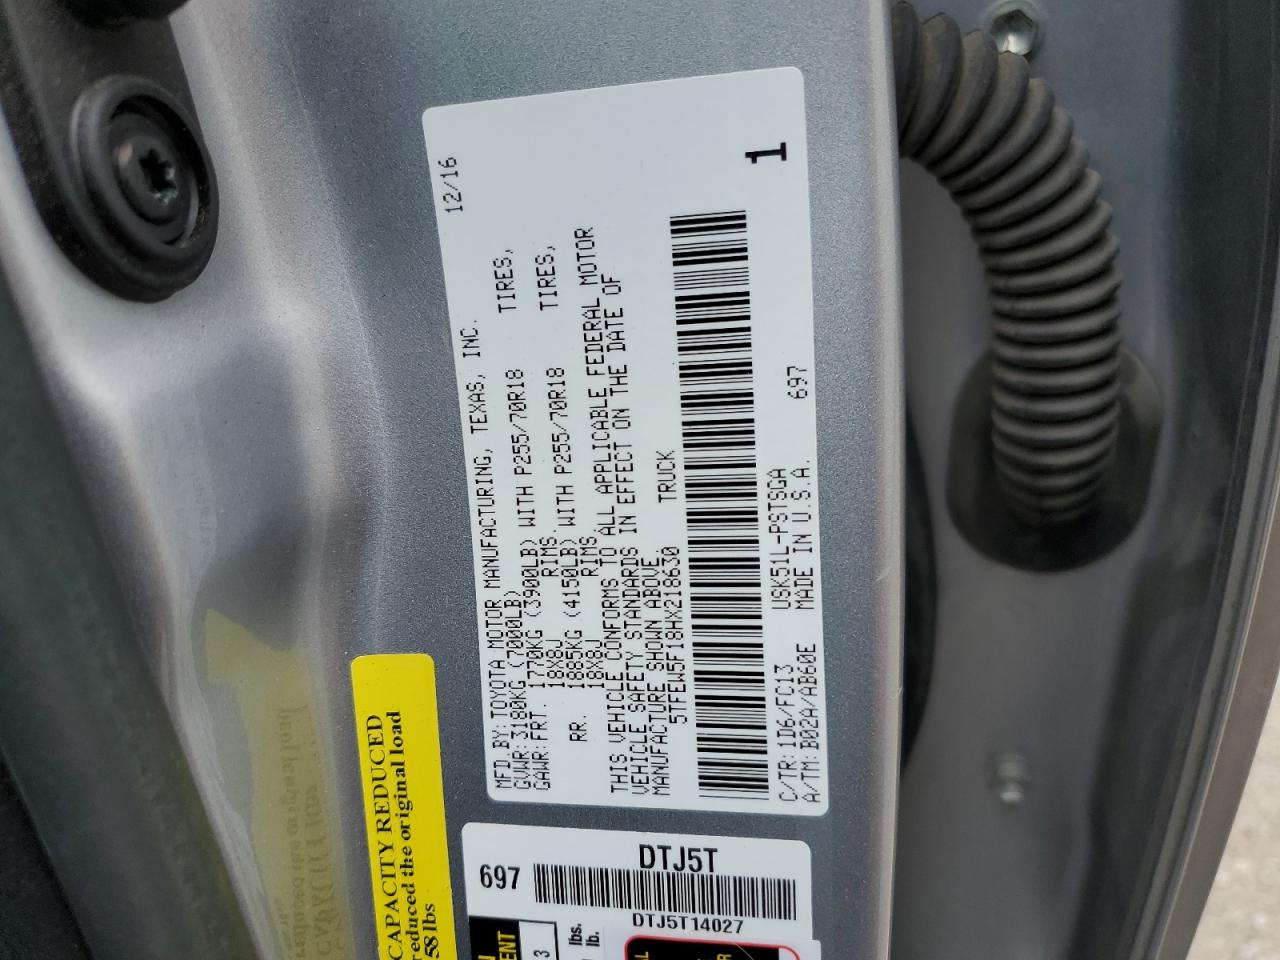 MFD.BY:TOYOTA MOTOR MANUFACTURING, TEXAS, INC. 12/16
GVWR:3180KG (7000LB)
GAWR:FRT. 1770KG (3900LB) WITH P255/70R18 TIRES,
18X8J RIMS.
RR. 1885KG (4150LB) WITH P255/70R18 TIRES,
18X8J RIMS.
THIS VEHICLE CONFORMS TO ALL APPLICABLE FEDERAL MOTOR
VEHICLE SAFETY STANDARDS IN EFFECT ON THE DATE OF
MANUFACTURE SHOWN ABOVE.
5TFEW5F18HX218630 TRUCK
1
C/TR:1D6/FC13 USK51L-PSTSGA 697
A/TM:B02A/AB60E MADE IN U.S.A.
CAPACITY REDUCED
reduced the original load
58 lbs
DTJ5T
697
DTJ5T14027
3
lbs.
lb.